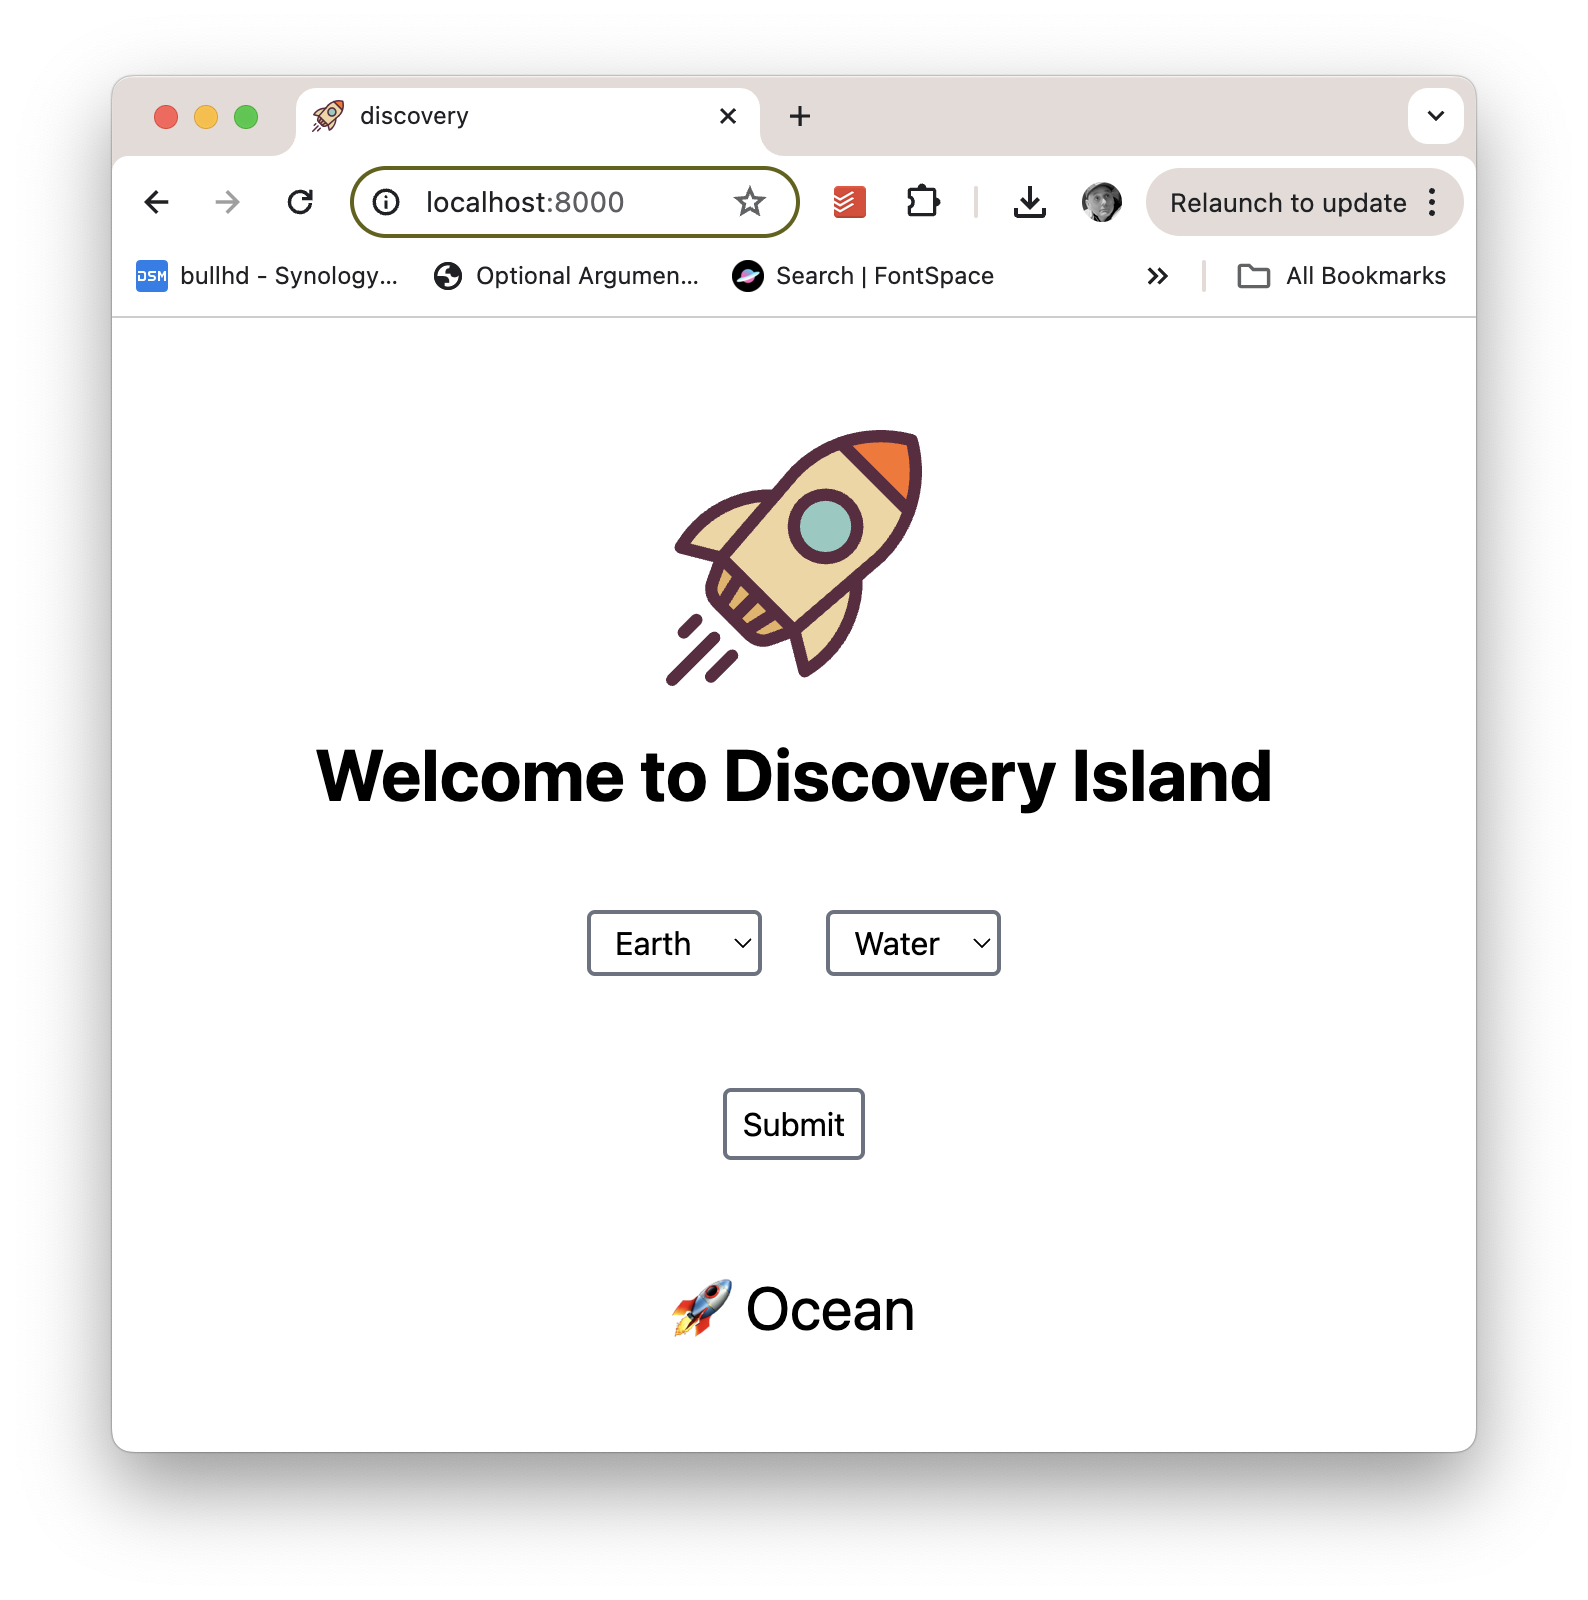 discovery
localhost:8000
Relaunch to update
DSM bullhd - Synology... Optional Argumen... Search | FontSpace All Bookmarks
Welcome to Discovery Island
Earth Water
Submit
🚀 Ocean